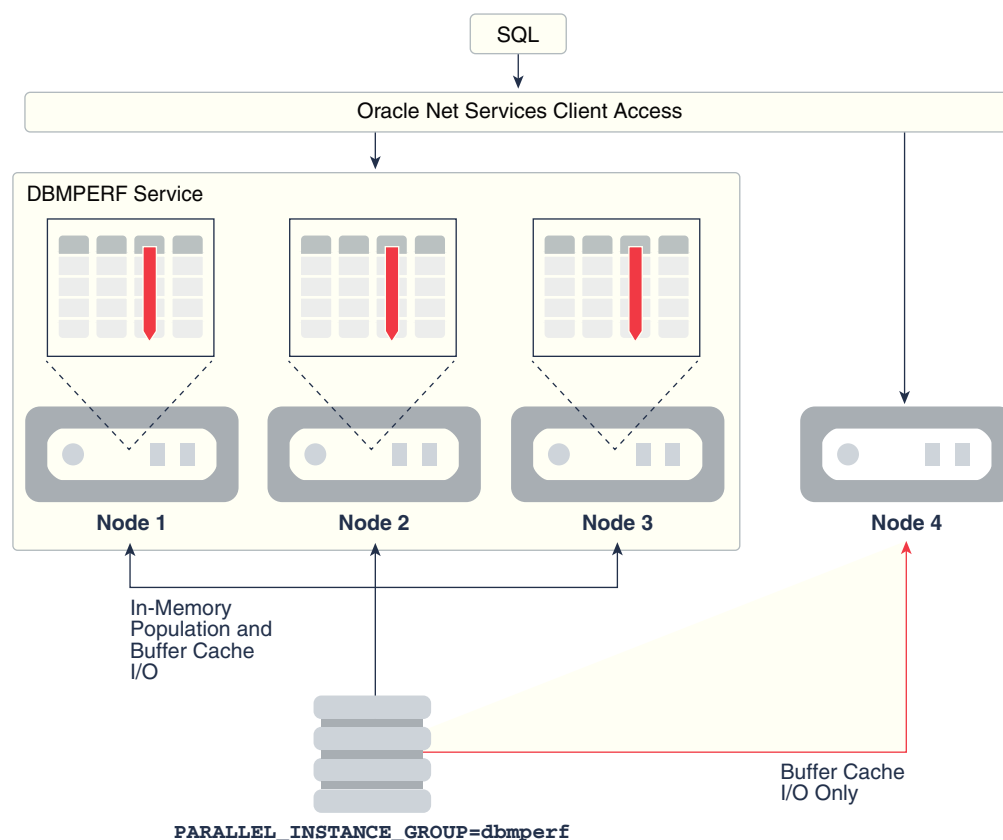 SQL
Oracle Net Services Client Access
DBMPERF Service
Node 1
Node 2
Node 3
Node 4
In-Memory
Population and
Buffer Cache
I/O
Buffer Cache
I/O Only
PARALLEL_INSTANCE_GROUP=dbmperf